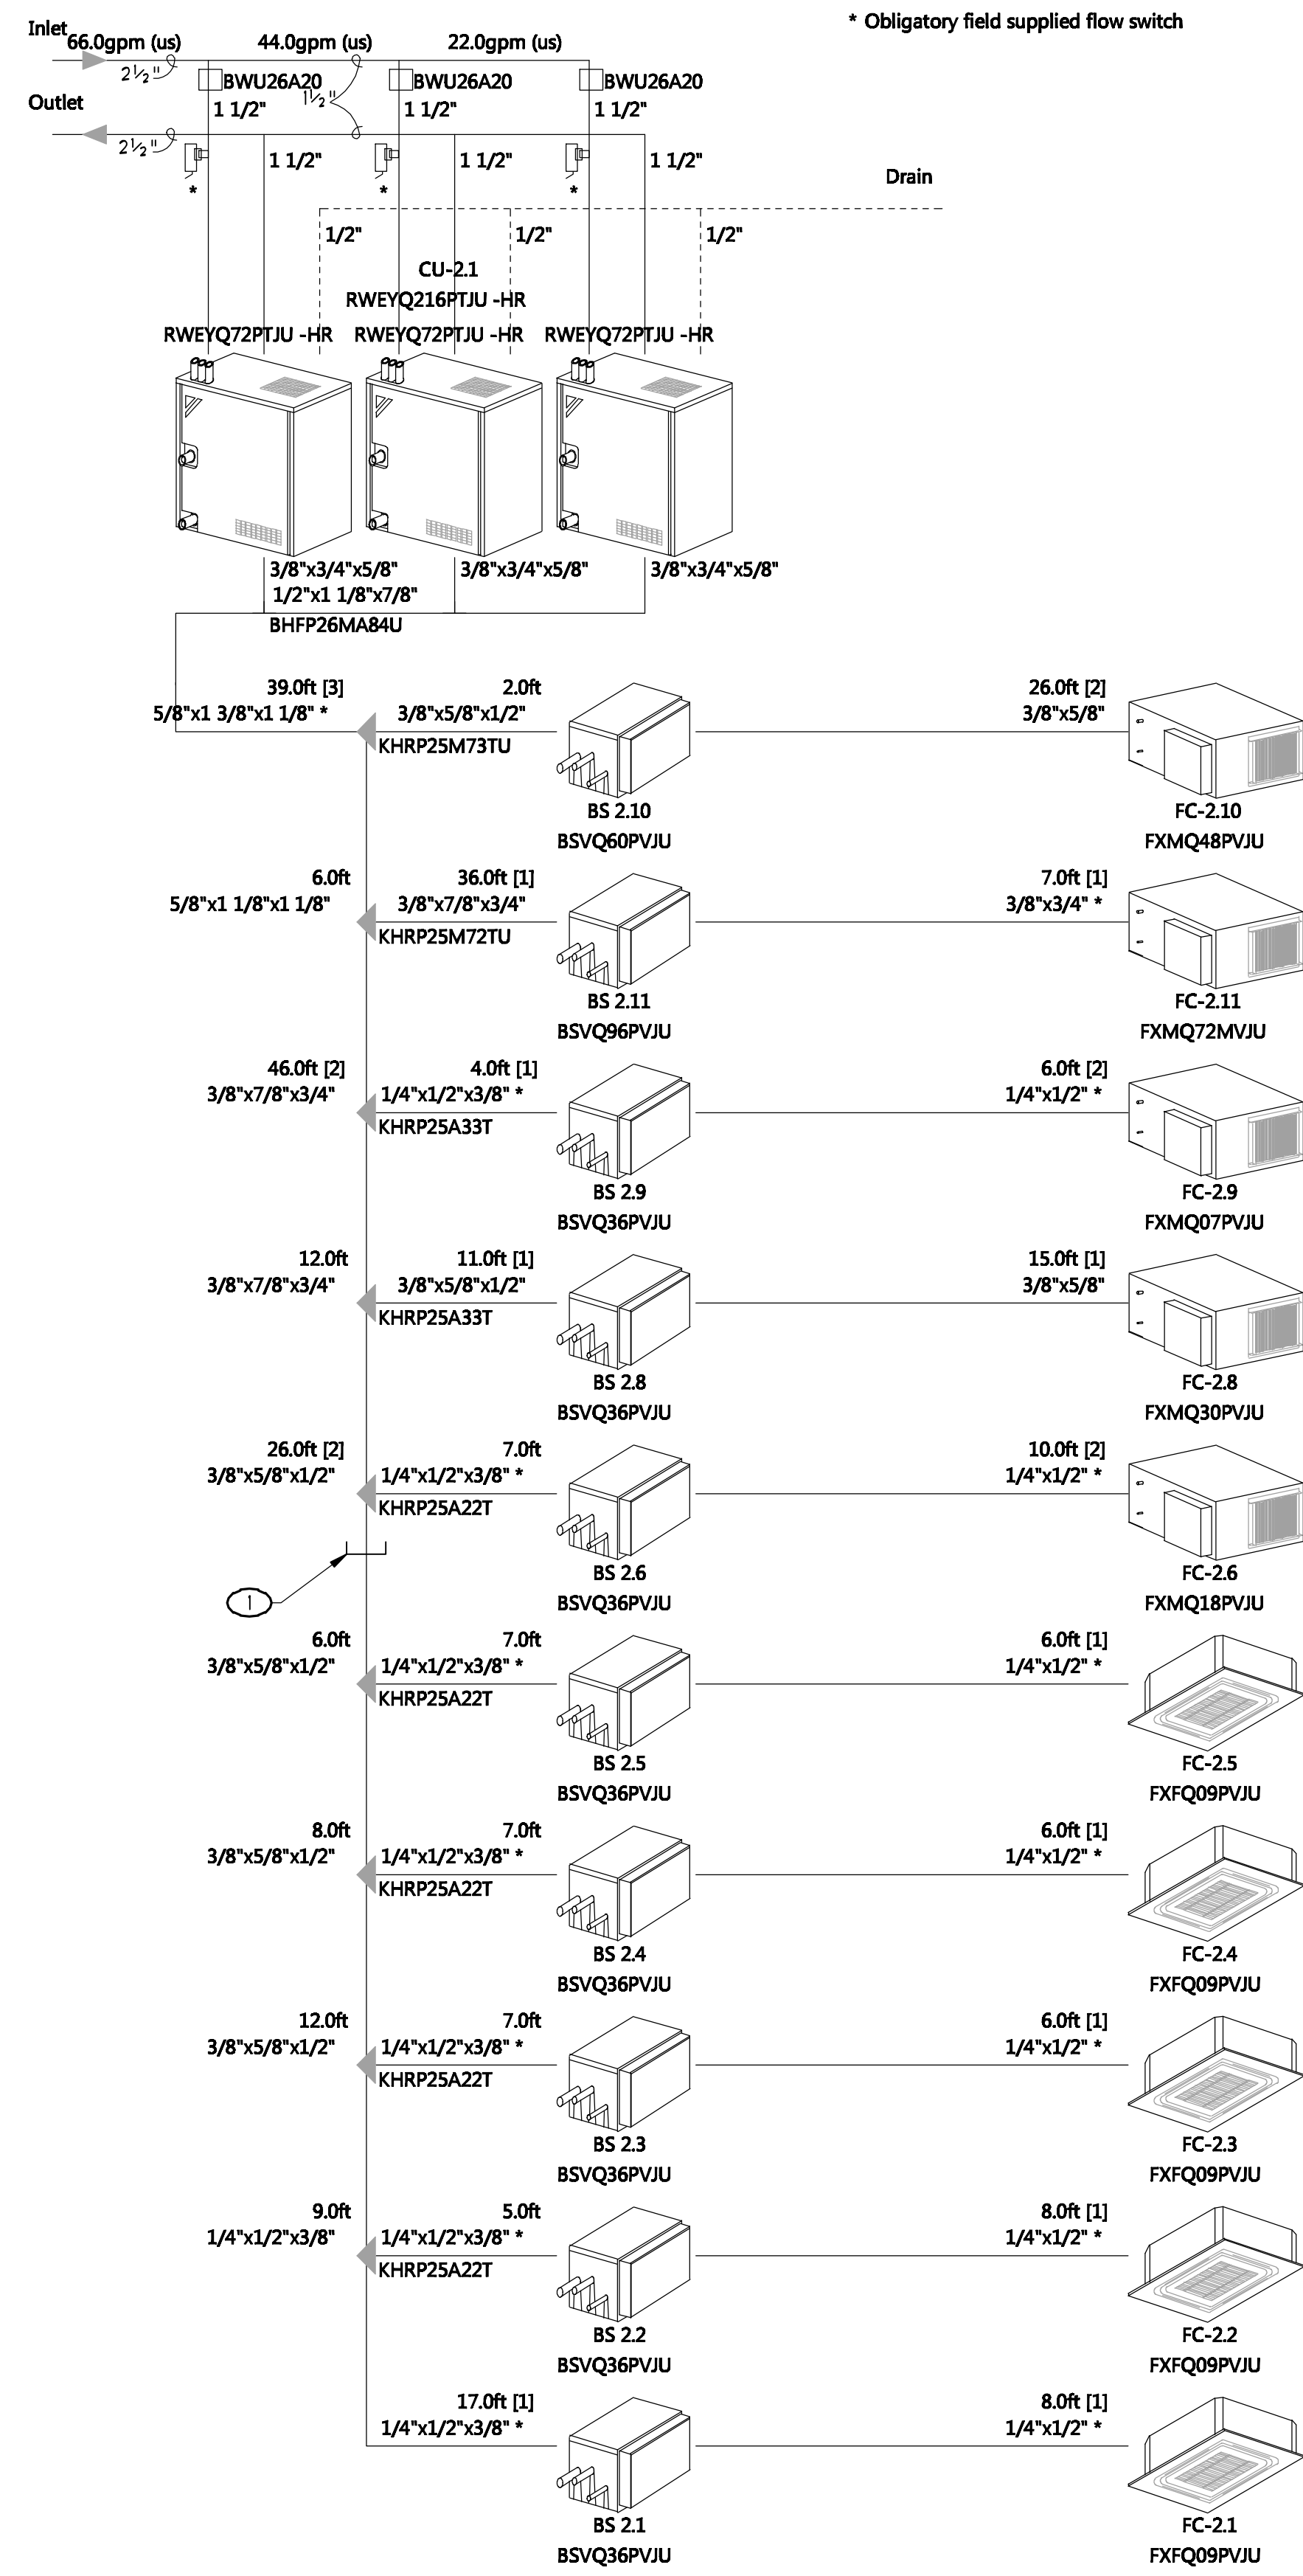 * Obligatory field supplied flow switch
Inlet
66.0gpm (us) 44.0gpm (us) 22.0gpm (us)
2½" BWU26A20 1½" BWU26A20 BWU26A20
Outlet
1 1/2" 1 1/2" 1 1/2"
2½"
1 1/2" 1 1/2" 1 1/2"
Drain
* * *
1/2" 1/2" 1/2"
CU-2.1
RWEYQ216PTJU -HR
RWEYQ72PTJU -HR RWEYQ72PTJU -HR RWEYQ72PTJU -HR
3/8"x3/4"x5/8" 3/8"x3/4"x5/8" 3/8"x3/4"x5/8"
1/2"x1 1/8"x7/8"
BHFP26MA84U
39.0ft [3] 2.0ft 26.0ft [2]
5/8"x1 3/8"x1 1/8" * 3/8"x5/8"x1/2" 3/8"x5/8"
KHRP25M73TU
BS 2.10 FC-2.10
BSVQ60PVJU FXMQ48PVJU
6.0ft 36.0ft [1] 7.0ft [1]
5/8"x1 1/8"x1 1/8" 3/8"x7/8"x3/4" 3/8"x3/4" *
KHRP25M72TU
BS 2.11 FC-2.11
BSVQ96PVJU FXMQ72MVJU
46.0ft [2] 4.0ft [1] 6.0ft [2]
3/8"x7/8"x3/4" 1/4"x1/2"x3/8" * 1/4"x1/2" *
KHRP25A33T
BS 2.9 FC-2.9
BSVQ36PVJU FXMQ07PVJU
12.0ft 11.0ft [1] 15.0ft [1]
3/8"x7/8"x3/4" 3/8"x5/8"x1/2" 3/8"x5/8"
KHRP25A33T
BS 2.8 FC-2.8
BSVQ36PVJU FXMQ30PVJU
26.0ft [2] 7.0ft 10.0ft [2]
3/8"x5/8"x1/2" 1/4"x1/2"x3/8" * 1/4"x1/2" *
KHRP25A22T
BS 2.6 FC-2.6
1
BSVQ36PVJU FXMQ18PVJU
6.0ft 7.0ft 6.0ft [1]
3/8"x5/8"x1/2" 1/4"x1/2"x3/8" * 1/4"x1/2" *
KHRP25A22T
BS 2.5 FC-2.5
BSVQ36PVJU FXFQ09PVJU
8.0ft 7.0ft 6.0ft [1]
3/8"x5/8"x1/2" 1/4"x1/2"x3/8" * 1/4"x1/2" *
KHRP25A22T
BS 2.4 FC-2.4
BSVQ36PVJU FXFQ09PVJU
12.0ft 7.0ft 6.0ft [1]
3/8"x5/8"x1/2" 1/4"x1/2"x3/8" * 1/4"x1/2" *
KHRP25A22T
BS 2.3 FC-2.3
BSVQ36PVJU FXFQ09PVJU
9.0ft 5.0ft 8.0ft [1]
1/4"x1/2"x3/8" 1/4"x1/2"x3/8" * 1/4"x1/2" *
KHRP25A22T
BS 2.2 FC-2.2
BSVQ36PVJU FXFQ09PVJU
17.0ft [1] 8.0ft [1]
1/4"x1/2"x3/8" * 1/4"x1/2" *
BS 2.1 FC-2.1
BSVQ36PVJU FXFQ09PVJU